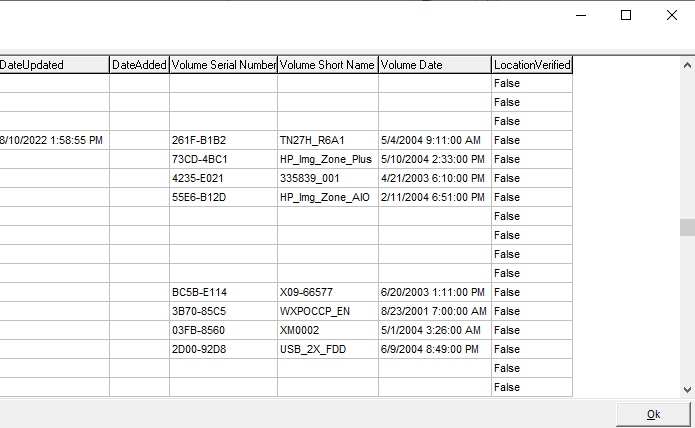 DateUpdated DateAdded Volume Serial Number Volume Short Name Volume Date LocationVerified
False
False
False
8/10/2022 1:58:55 PM 261F-B1B2 TN27H_R6A1 5/4/2004 9:11:00 AM False
73CD-4BC1 HP_Img_Zone_Plus 5/10/2004 2:33:00 PM False
4235-E021 335839_001 4/21/2003 6:10:00 PM False
55E6-B12D HP_Img_Zone_AIO 2/11/2004 6:51:00 PM False
False
False
False
False
BC5B-E114 X09-66577 6/20/2003 1:11:00 PM False
3B70-85C5 WXPOCCP_EN 8/23/2001 7:00:00 AM False
03FB-8560 XM0002 5/1/2004 3:26:00 AM False
2D00-92D8 USB_2X_FDD 6/9/2004 8:49:00 PM False
False
False
Ok